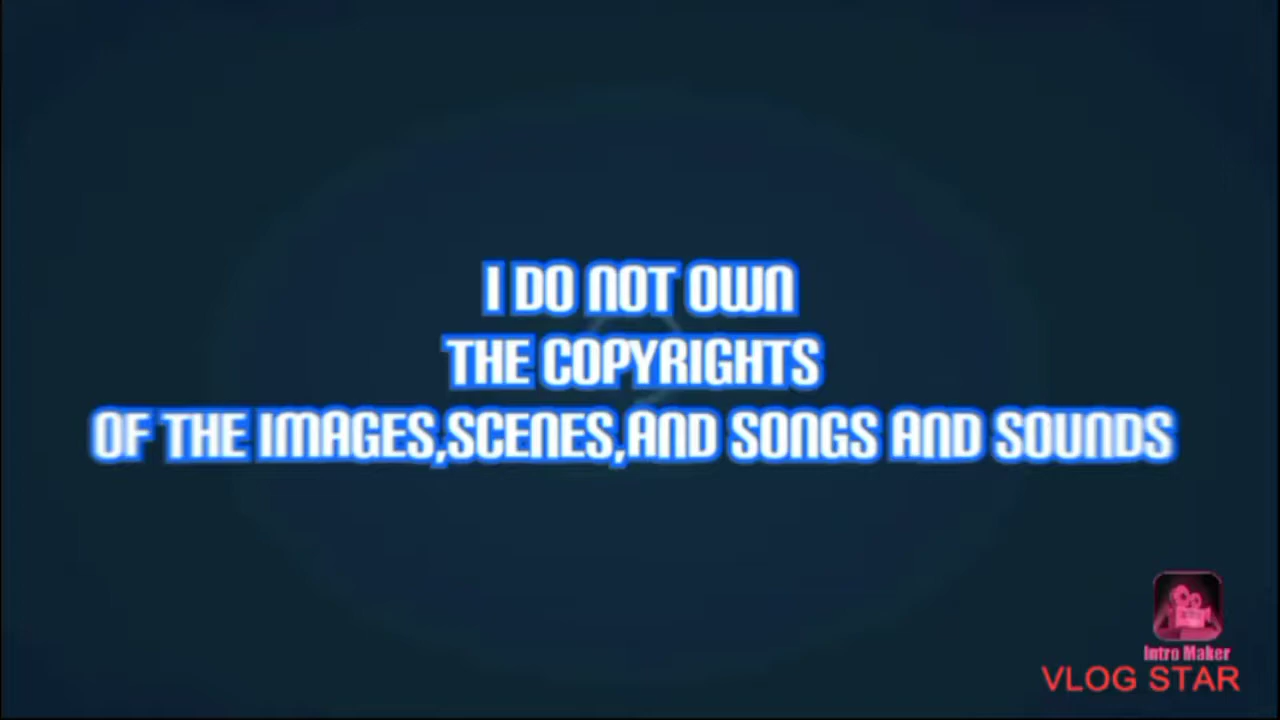 I DO NOT OWN
THE COPYRIGHTS
OF THE IMAGES,SCENES,AND SONGS AND SOUNDS
Intro Maker
VLOG STAR